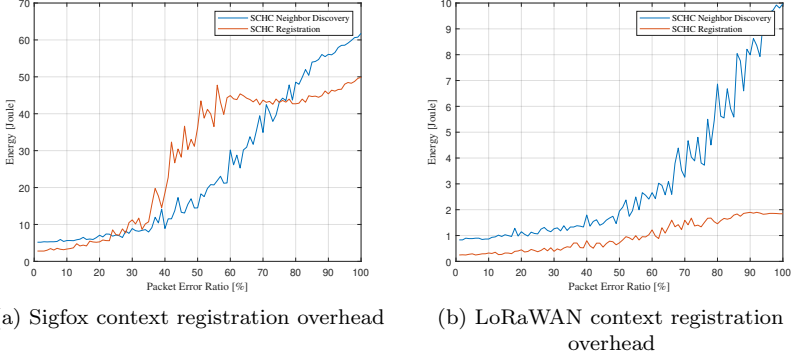 70
60
50
40
30
20
10
0
Energy [Joule]
SCHC Neighbor Discovery
SCHC Registration
0 10 20 30 40 50 60 70 80 90 100
Packet Error Ratio [%]
10
9
8
7
6
5
4
3
2
1
0
Energy [Joule]
SCHC Neighbor Discovery
SCHC Registration
0 10 20 30 40 50 60 70 80 90 100
Packet Error Ratio [%]
a) Sigfox context registration overhead
(b) LoRaWAN context registration
overhead